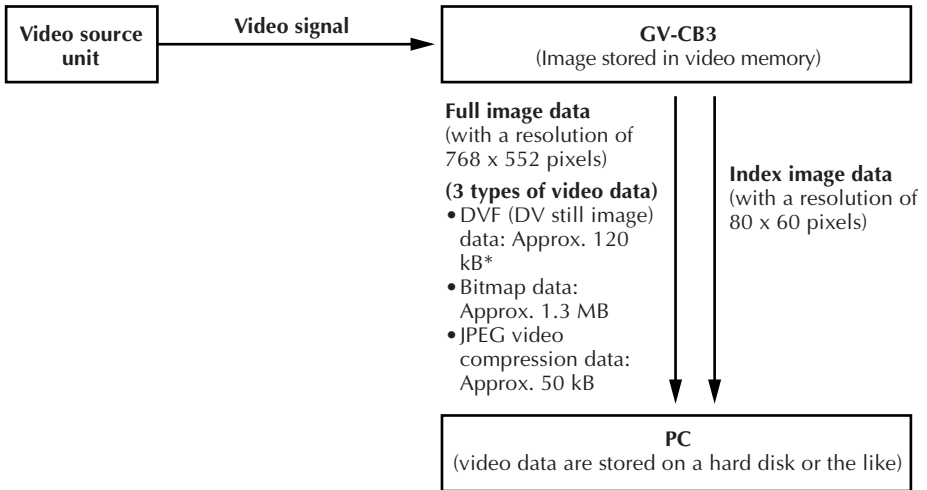 Video source
unit
Video signal
GV-CB3
(Image stored in video memory)
Full image data
(with a resolution of
768 x 552 pixels)
(3 types of video data)
•DVF (DV still image)
data: Approx. 120
kB*
•Bitmap data:
Approx. 1.3 MB
•JPEG video
compression data:
Approx. 50 kB
Index image data
(with a resolution of
80 x 60 pixels)
PC
(video data are stored on a hard disk or the like)